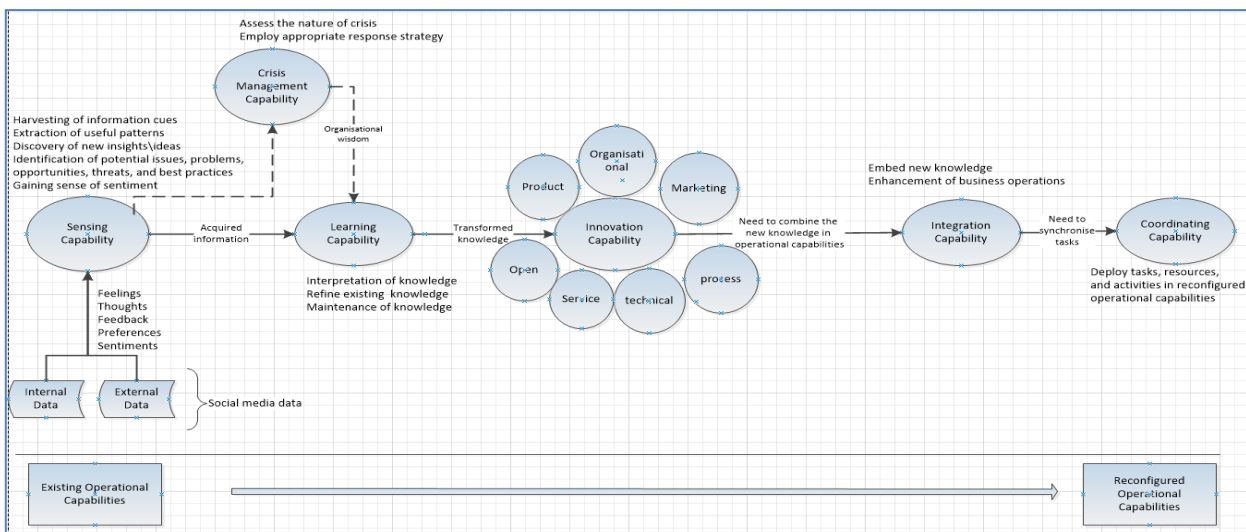 Assess the nature of crisis
Employ appropriate response strategy
Crisis
Management
Capability
Harvesting of information cues
Extraction of useful patterns
Discovery of new insights\ideas
Identification of potential issues, problems,
opportunities, threats, and best practices
Gaining sense of sentiment
Organisational
wisdom
Sensing
Capability
Acquired
information
Learning
Capability
Interpretation of knowledge
Refine existing knowledge
Maintenance of knowledge
Transformed
knowledge
Organisati
onal
Product
Marketing
Innovation
Capability
Open
Service
technical
process
Need to combine the
new knowledge in
operational capabilities
Embed new knowledge
Enhancement of business operations
Integration
Capability
Need to
synchronise
tasks
Coordinating
Capability
Deploy tasks, resources,
and activities in reconfigured
operational capabilities
Feelings
Thoughts
Feedback
Preferences
Sentiments
Internal
Data
External
Data
Social media data
Existing Operational
Capabilities
Reconfigured
Operational
Capabilities